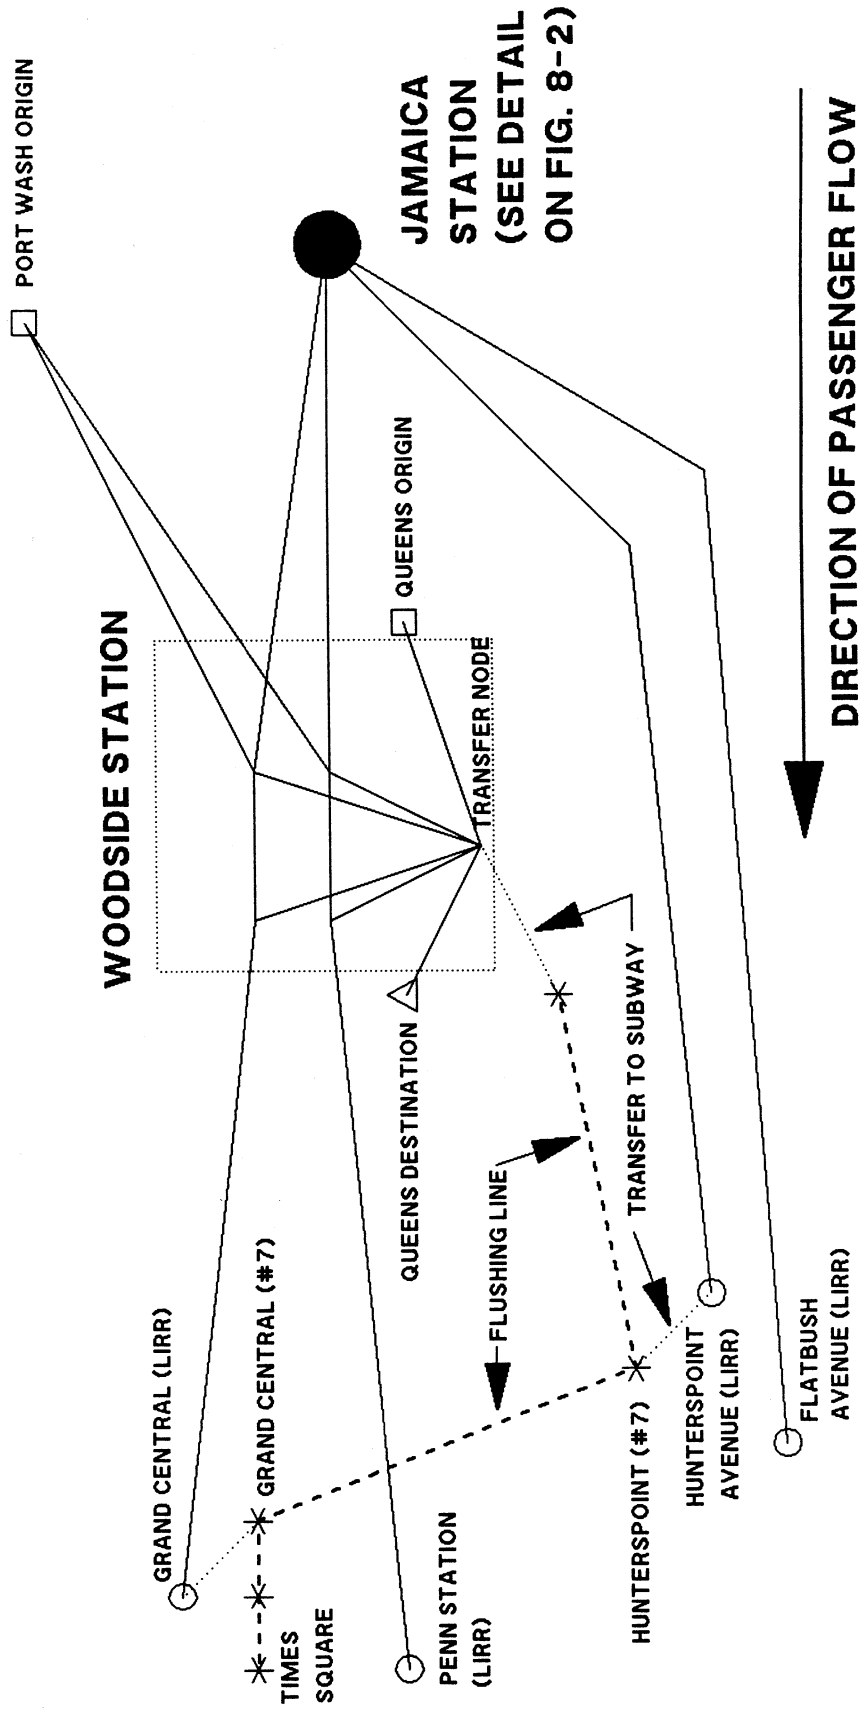 PORT WASH ORIGIN
JAMAICA
STATION
(SEE DETAIL
ON FIG. 8-2)
WOODSIDE STATION
QUEENS ORIGIN
TRANSFER NODE
QUEENS DESTINATION
GRAND CENTRAL (LIRR)
GRAND CENTRAL (#7)
TIMES
SQUARE
PENN STATION
(LIRR)
FLUSHING LINE
TRANSFER TO SUBWAY
HUNTERSPOINT (#7)
HUNTERSPOINT
AVENUE (LIRR)
FLATBUSH
AVENUE (LIRR)
DIRECTION OF PASSENGER FLOW